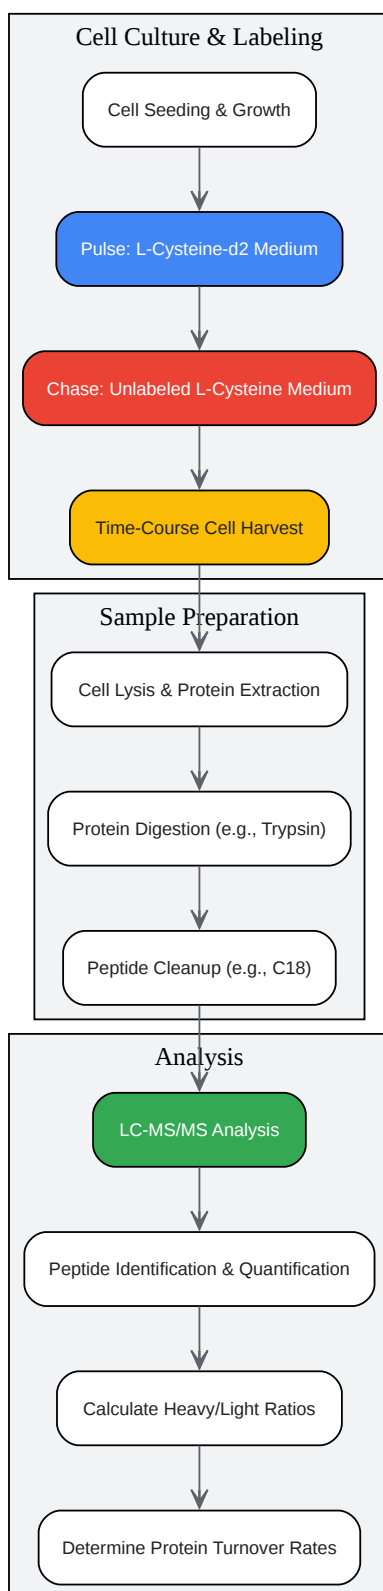 Cell Culture & Labeling
Cell Seeding & Growth
Pulse: L-Cysteine-d2 Medium
Chase: Unlabeled L-Cysteine Medium
Time-Course Cell Harvest
Sample Preparation
Cell Lysis & Protein Extraction
Protein Digestion (e.g., Trypsin)
Peptide Cleanup (e.g., C18)
Analysis
LC-MS/MS Analysis
Peptide Identification & Quantification
Calculate Heavy/Light Ratios
Determine Protein Turnover Rates